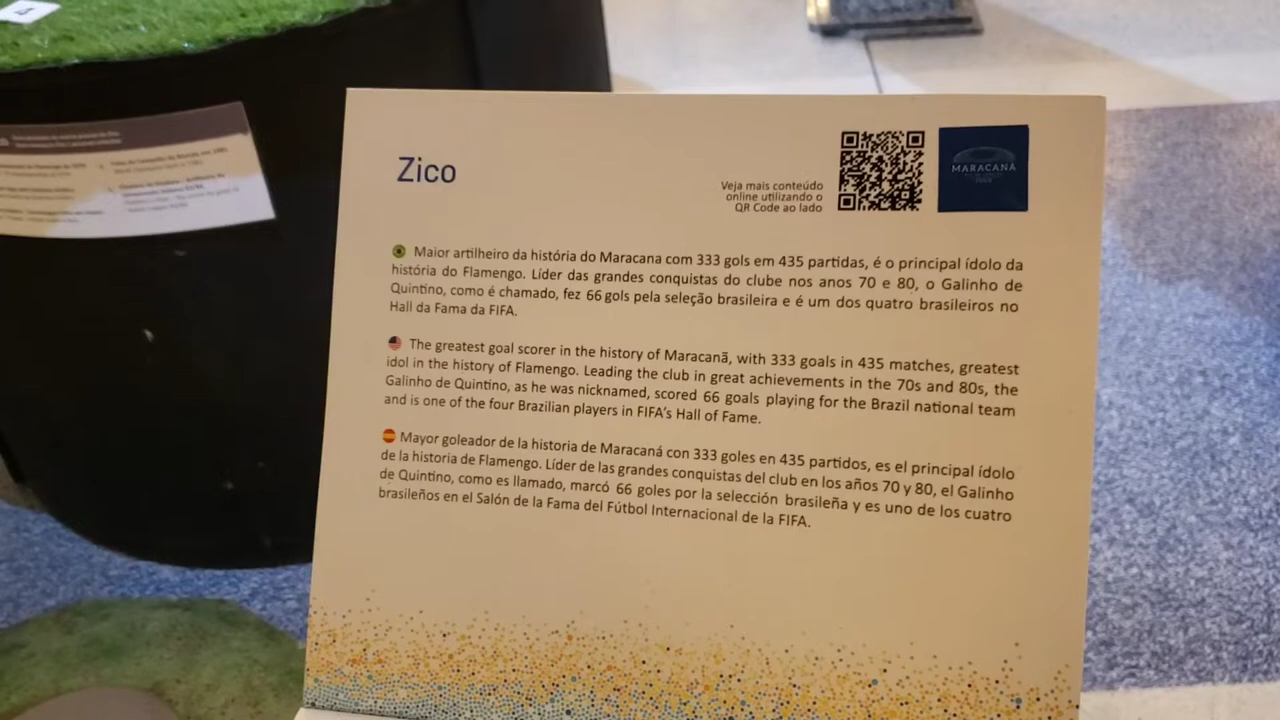 4
Zico
Veja mais conteúdo
online utilizando o
QR Code ao lado
MARACANÃ
TOUR
Maior artilheiro da história do Maracana com 333 gols em 435 partidas, é o principal ídolo da
história do Flamengo. Líder das grandes conquistas do clube nos anos 70 e 80, o Galinho de
Quintino, como é chamado, fez 66 gols pela seleção brasileira e é um dos quatro brasileiros no
Hall da Fama da FIFA.
The greatest goal scorer in the history of Maracanã, with 333 goals in 435 matches, greatest
idol in the history of Flamengo. Leading the club in great achievements in the 70s and 80s, the
Galinho de Quintino, as he was nicknamed, scored 66 goals playing for the Brazil national team
and is one of the four Brazilian players in FIFA's Hall of Fame.
Mayor goleador de la historia de Maracaná con 333 goles en 435 partidos, es el principal ídolo
de la historia de Flamengo. Líder de las grandes conquistas del club en los años 70 y 80, el Galinho
de Quintino, como es llamado, marcó 66 goles por la selección brasileña y es uno de los cuatro
brasileños en el Salón de la Fama del Fútbol Internacional de la FIFA.